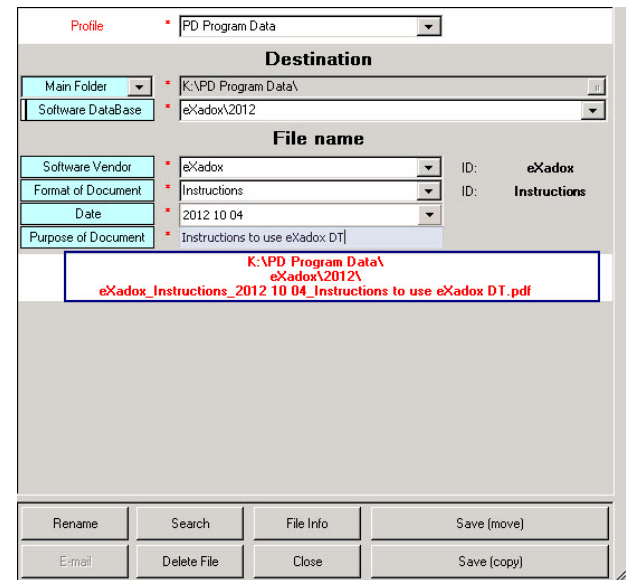 Profile * PD Program Data
Destination
Main Folder * K:\PD Program Data\
Software DataBase * eXadox\2012
File name
Software Vendor * eXadox ID: eXadox
Format of Document * Instructions ID: Instructions
Date * 2012 10 04
Purpose of Document * Instructions to use eXadox DT
K:\PD Program Data\
eXadox\2012\
eXadox_Instructions_2012 10 04_Instructions to use eXadox DT.pdf
Rename Search File Info Save (move)
E-mail Delete File Close Save (copy)